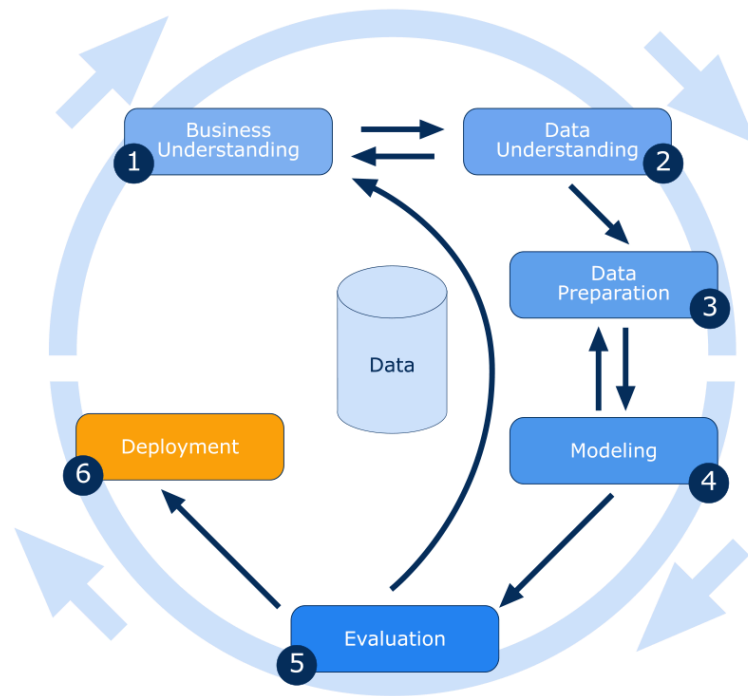 Business
Understanding
1
Data
Understanding
2
Data
Preparation
3
Data
Deployment
6
Modeling
4
Evaluation
5